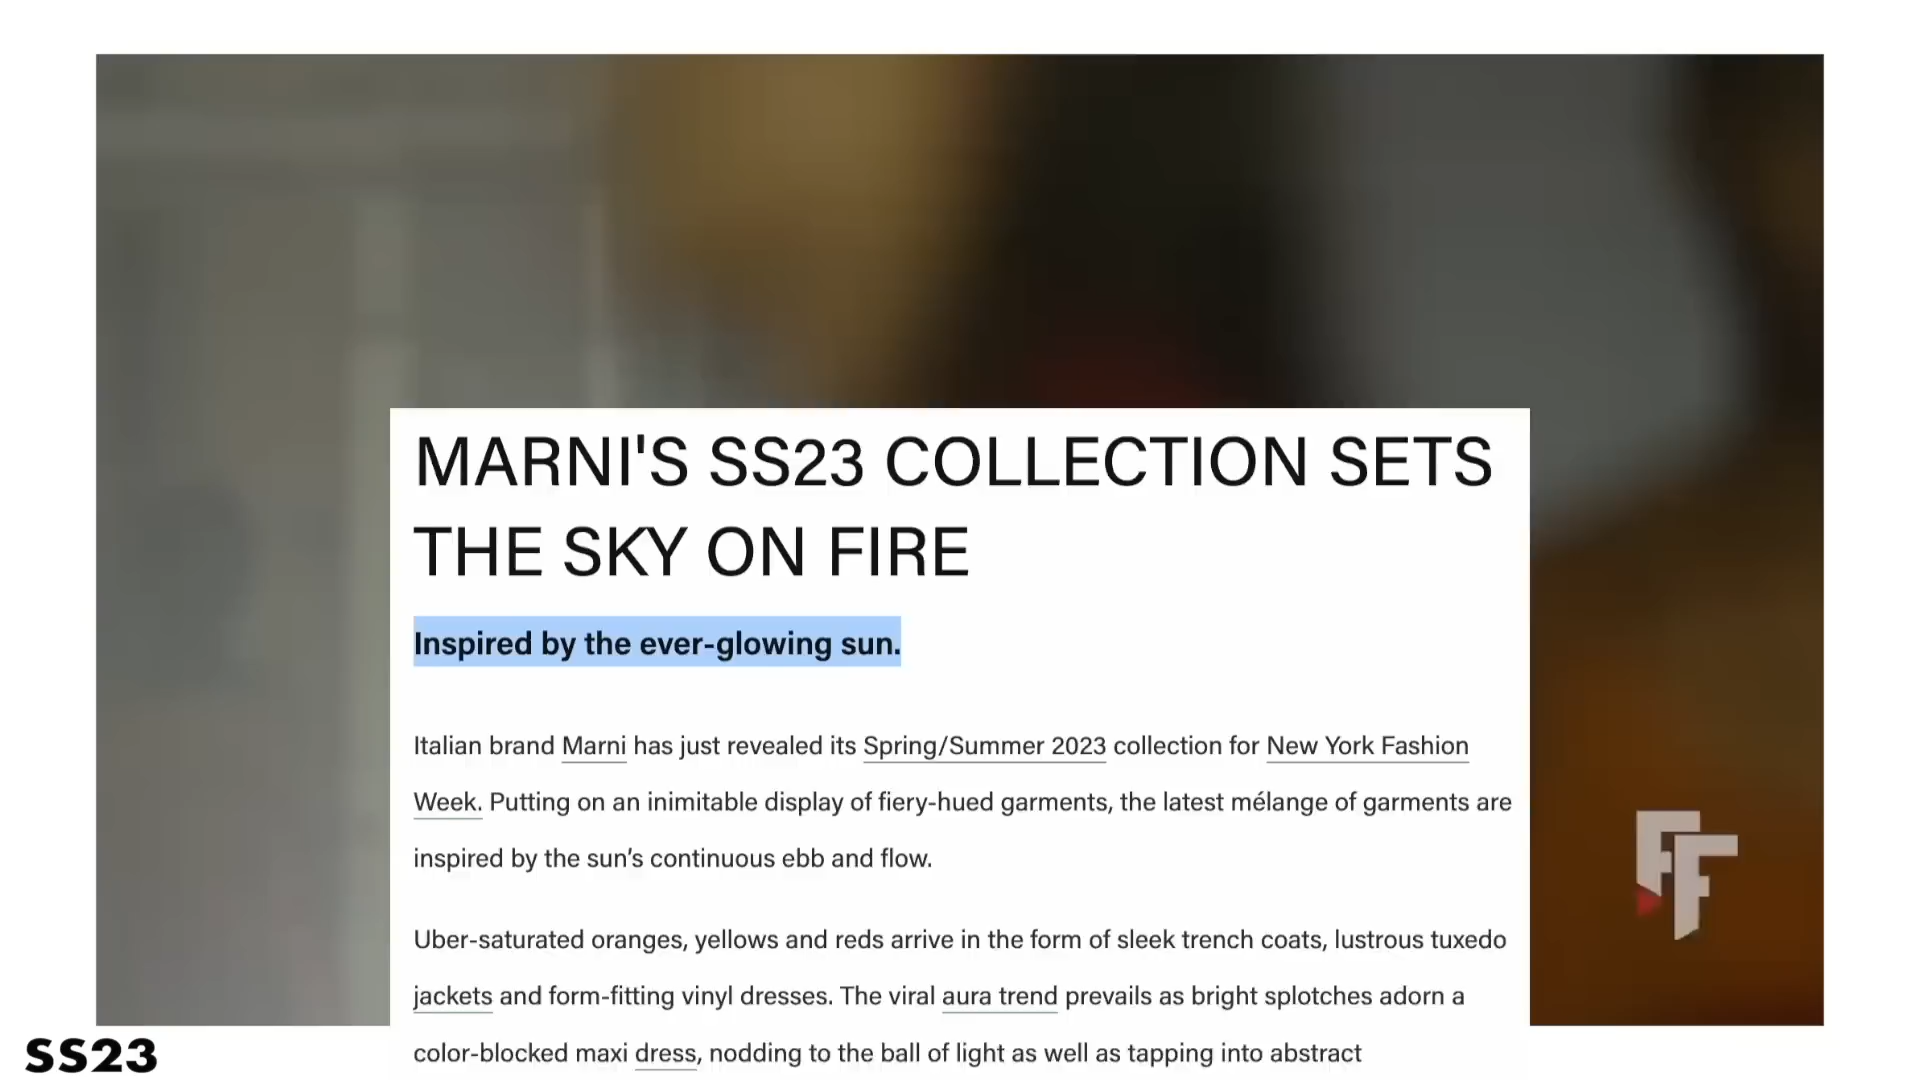 MARNI'S SS23 COLLECTION SETS
THE SKY ON FIRE
Inspired by the ever-glowing sun.
Italian brand Marni has just revealed its Spring/Summer 2023 collection for New York Fashion
Week. Putting on an inimitable display of fiery-hued garments, the latest mélange of garments are
inspired by the sun’s continuous ebb and flow.
Uber-saturated oranges, yellows and reds arrive in the form of sleek trench coats, lustrous tuxedo
jackets and form-fitting vinyl dresses. The viral aura trend prevails as bright splotches adorn a
color-blocked maxi dress, nodding to the ball of light as well as tapping into abstract
FF
SS23